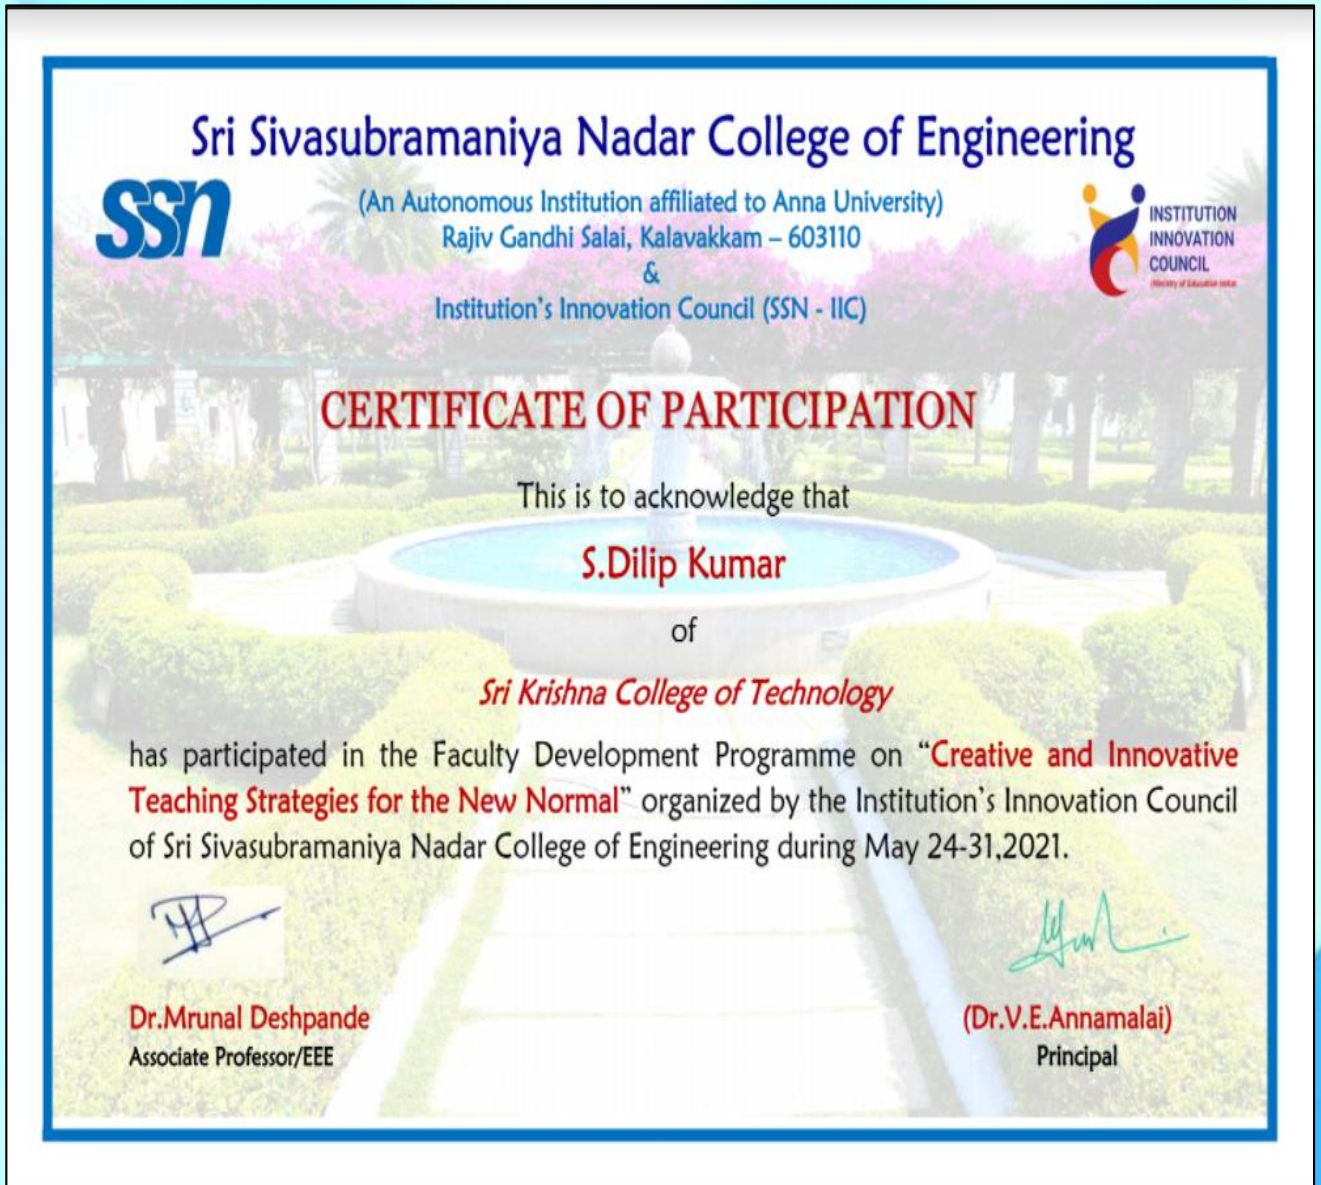 Sri Sivasubramaniya Nadar College of Engineering
ssn
(An Autonomous Institution affiliated to Anna University)
Rajiv Gandhi Salai, Kalavakkam – 603110
&
Institution's Innovation Council (SSN - IIC)
INSTITUTION
INNOVATION
COUNCIL
(Ministry of Education India)
CERTIFICATE OF PARTICIPATION
This is to acknowledge that
S.Dilip Kumar
of
Sri Krishna College of Technology
has participated in the Faculty Development Programme on “Creative and Innovative
Teaching Strategies for the New Normal” organized by the Institution's Innovation Council
of Sri Sivasubramaniya Nadar College of Engineering during May 24-31,2021.
Dr.Mrunal Deshpande
Associate Professor/EEE
(Dr.V.E.Annamalai)
Principal